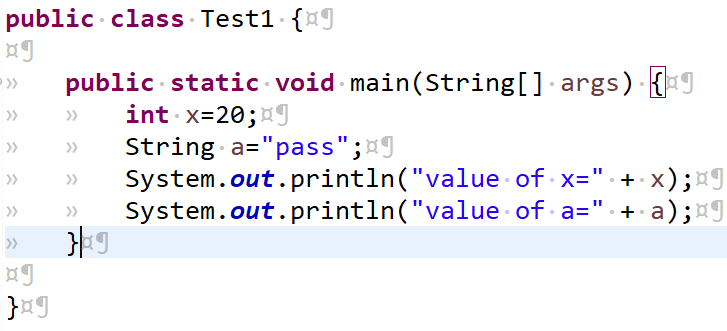 public class Test1 {

    public static void main(String[] args) {
        int x=20;
        String a="pass";
        System.out.println("value of x=" + x);
        System.out.println("value of a=" + a);
    }

}